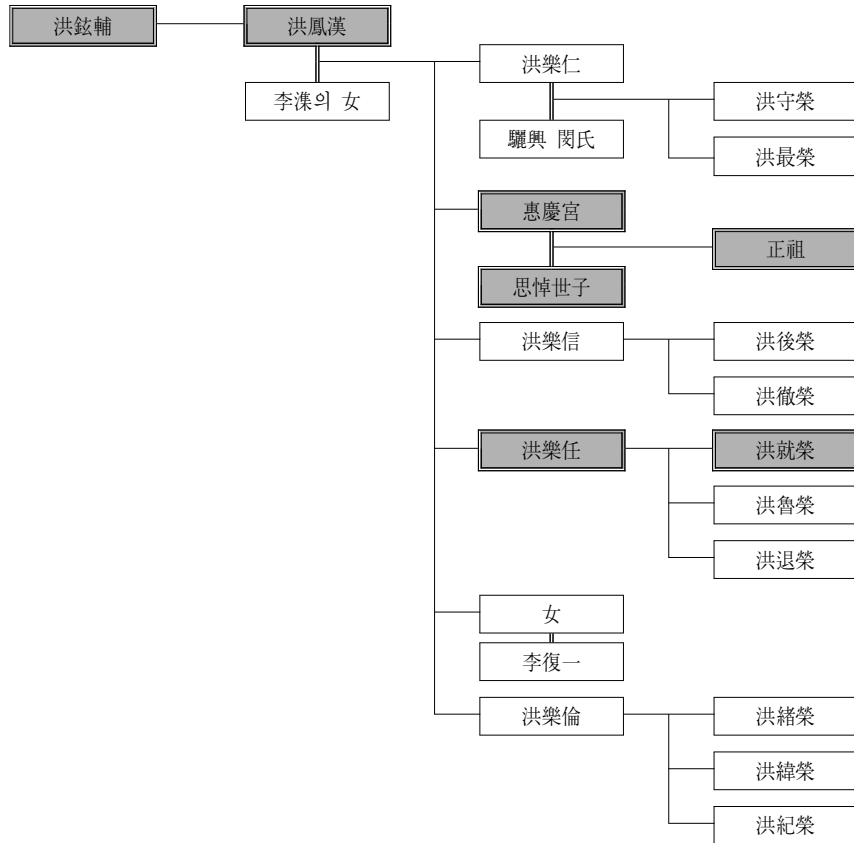 洪鉉輔
洪鳳漢
李潗의 女
洪樂仁
驪興 閔氏
洪守榮
洪最榮
惠慶宮
思悼世子
正祖
洪樂信
洪後榮
洪徹榮
洪樂任
洪就榮
洪魯榮
洪退榮
女
李復一
洪樂倫
洪緖榮
洪緯榮
洪紀榮